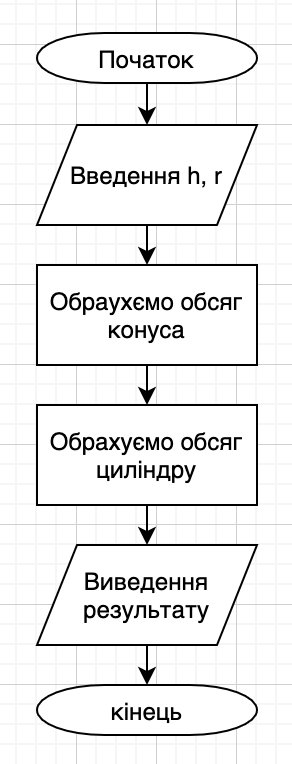 Початок
Введення h, r
Обраухємо обсяг
конуса
Обрахуємо обсяг
циліндру
Виведення
результату
кінець